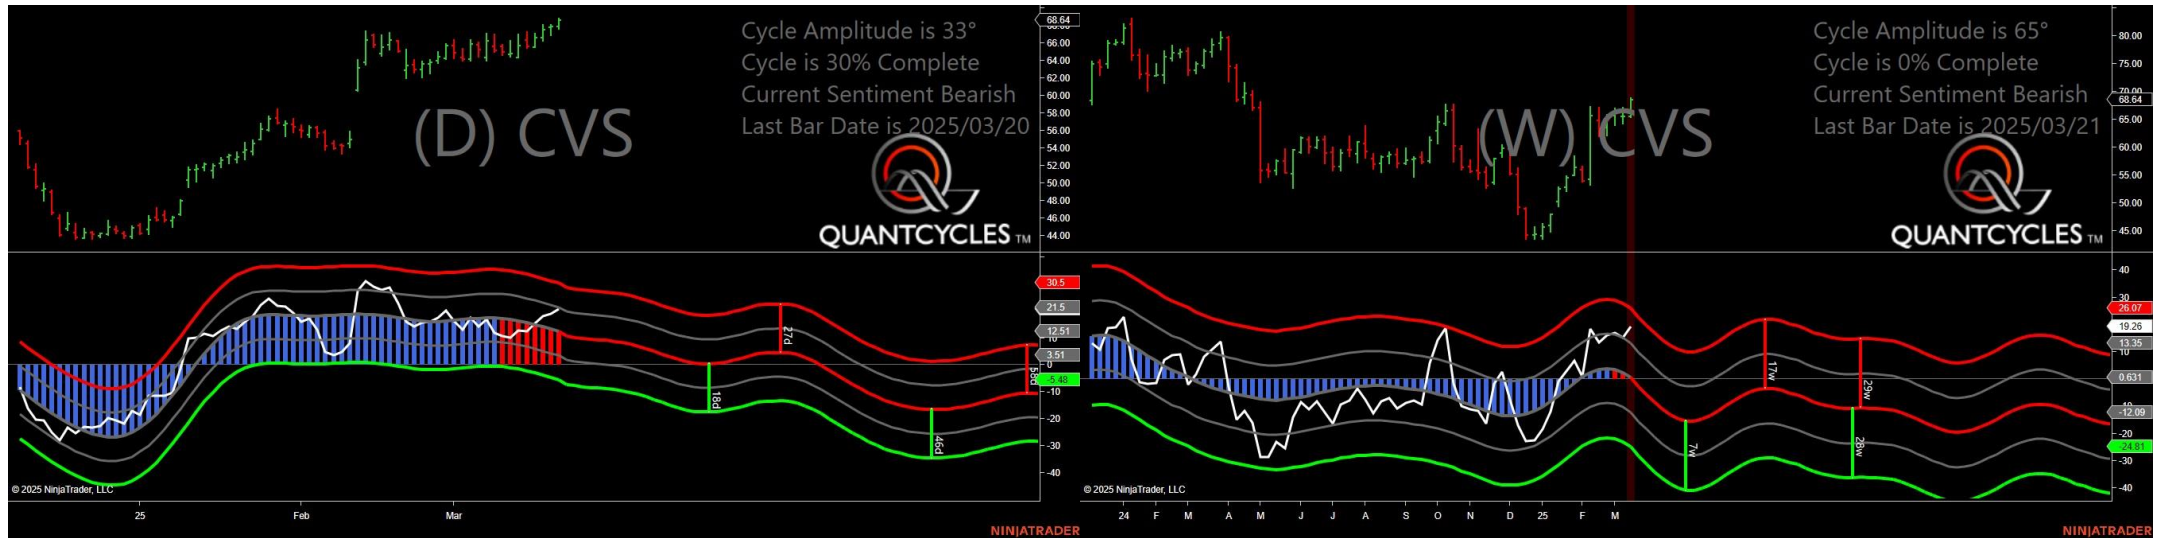 Cycle Amplitude is 33°
Cycle is 30% Complete
Current Sentiment Bearish
Last Bar Date is 2025/03/20
(D) CVS
QUANTCYCLES TM
68.64
66.00
64.00
62.00
60.00
58.00
56.00
54.00
52.00
50.00
48.00
46.00
44.00
30.5
21.5
12.51
10
3.51
0
-5.48
-10
-20
-30
-40
27d
18d
46d
58d
© 2025 NinjaTrader, LLC
25 Feb Mar
NINJATRADER
Cycle Amplitude is 65°
Cycle is 0% Complete
Current Sentiment Bearish
Last Bar Date is 2025/03/21
(W) CVS
QUANTCYCLES TM
80.00
75.00
70.00
68.64
65.00
60.00
55.00
50.00
45.00
40
30
26.07
19.26
13.35
10
0.631
-10
-12.09
-20
-24.81
-30
-40
17w
29w
7w
28w
© 2025 NinjaTrader, LLC
24 F M A M J J A S O N D 25 F M
NINJATRADER